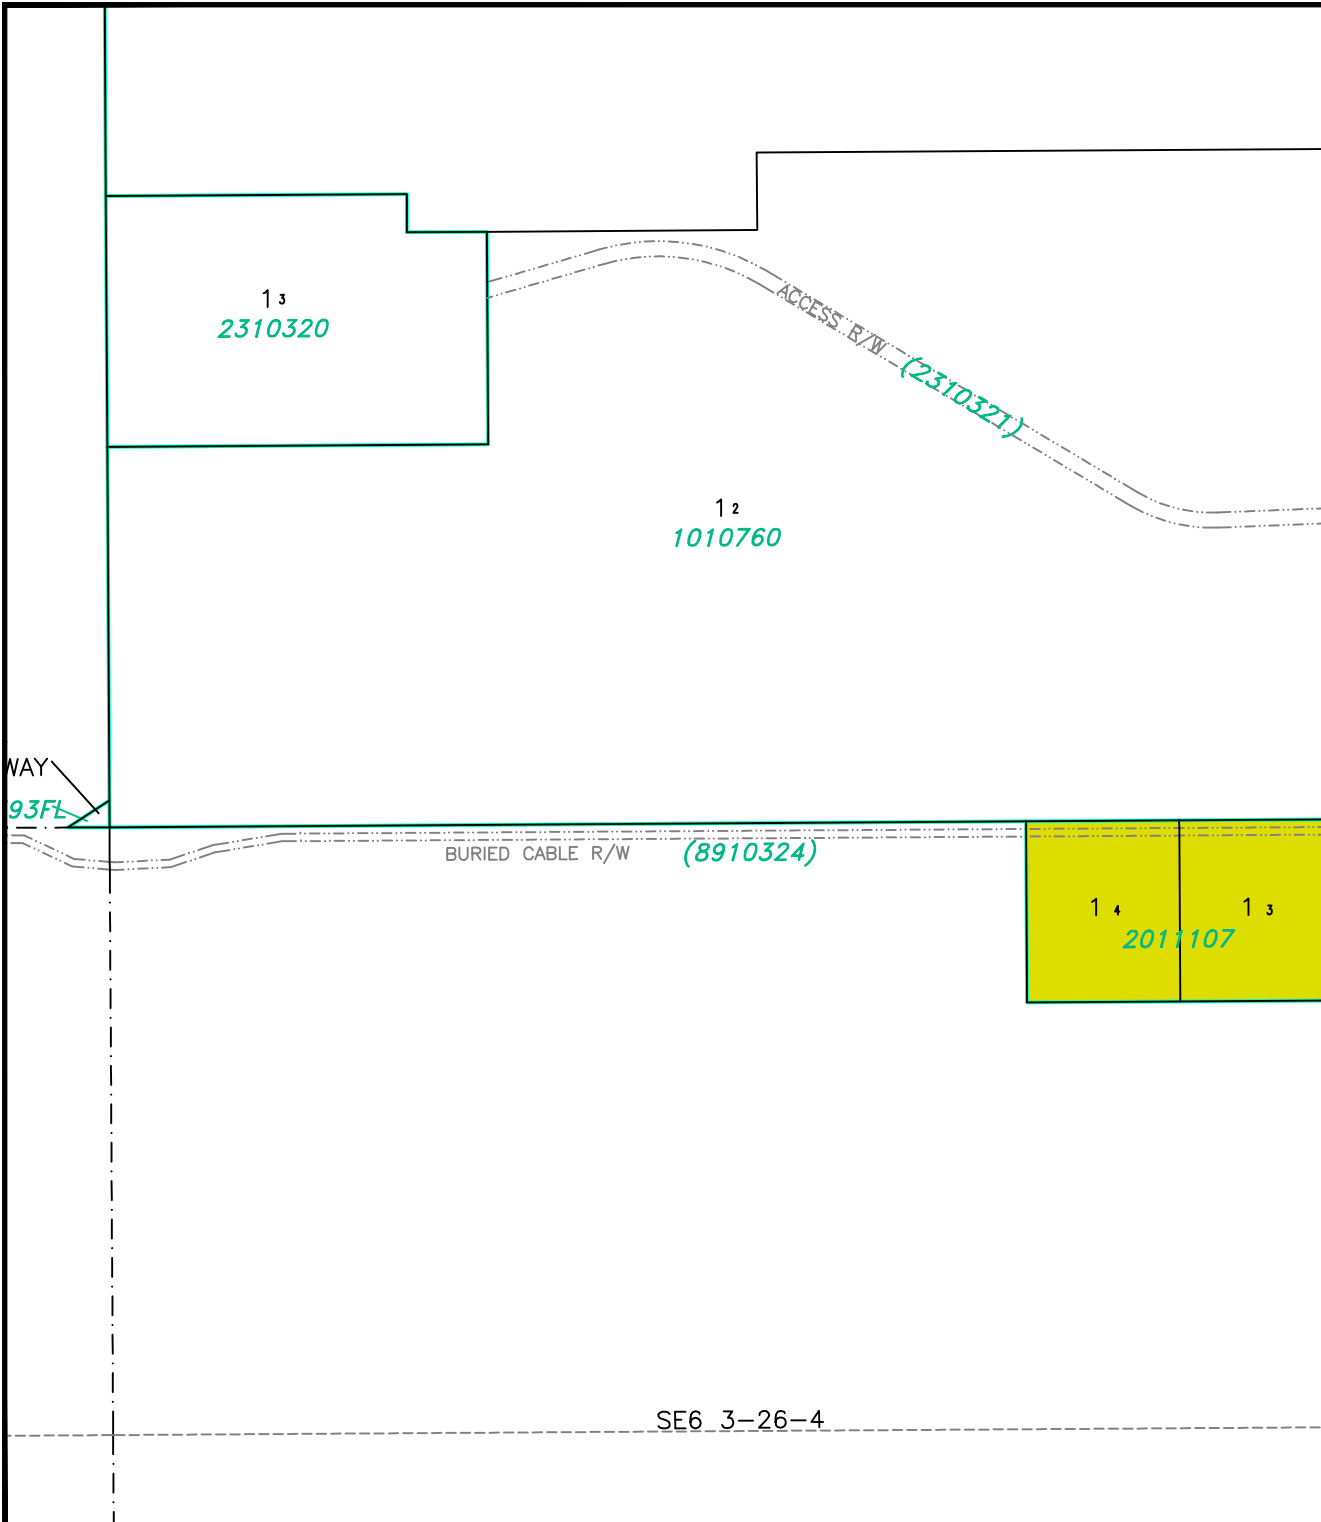 1 3
2310320
ACCESS R/W (2310321)
1 2
1010760
WAY
93FL
BURIED CABLE R/W (8910324)
1 4 1 3
2011107
SE6 3-26-4